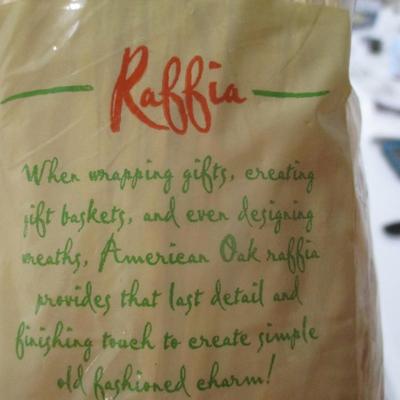 Raffia
When wrapping gifts, creating
gift baskets, and even designing
wreaths, American Oak raffia
provides that last detail and
finishing touch to create simple
old fashioned charm!